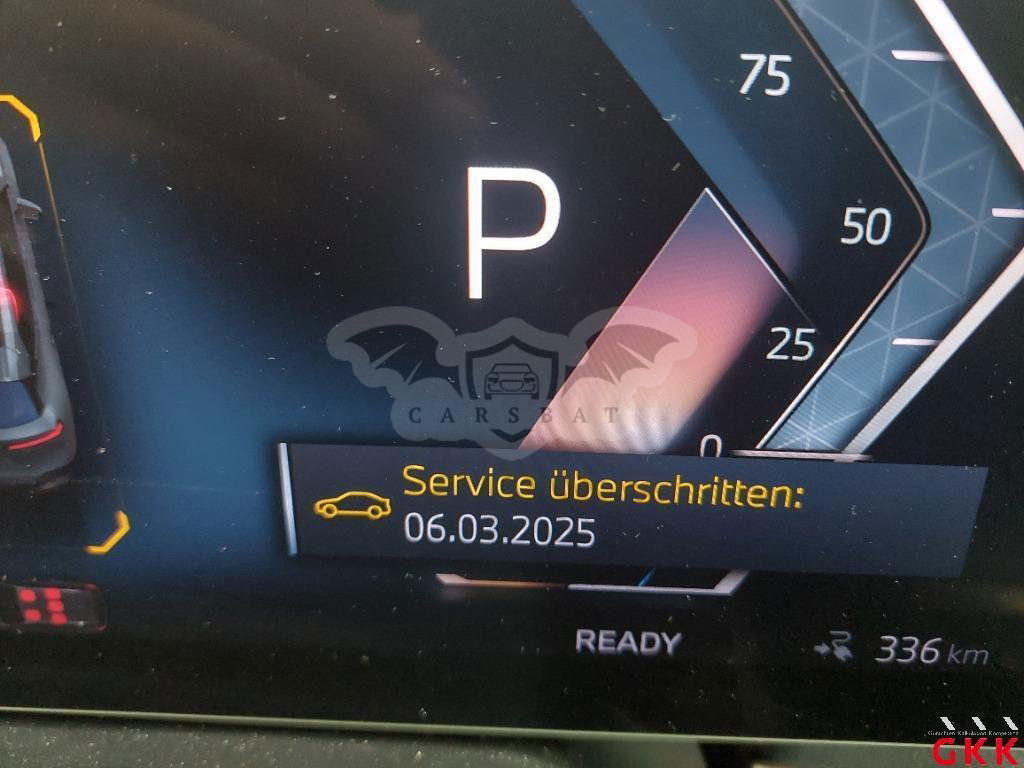 75
P
50
25
CARSBAT
0
Service überschritten:
06.03.2025
READY
336 km
GKK